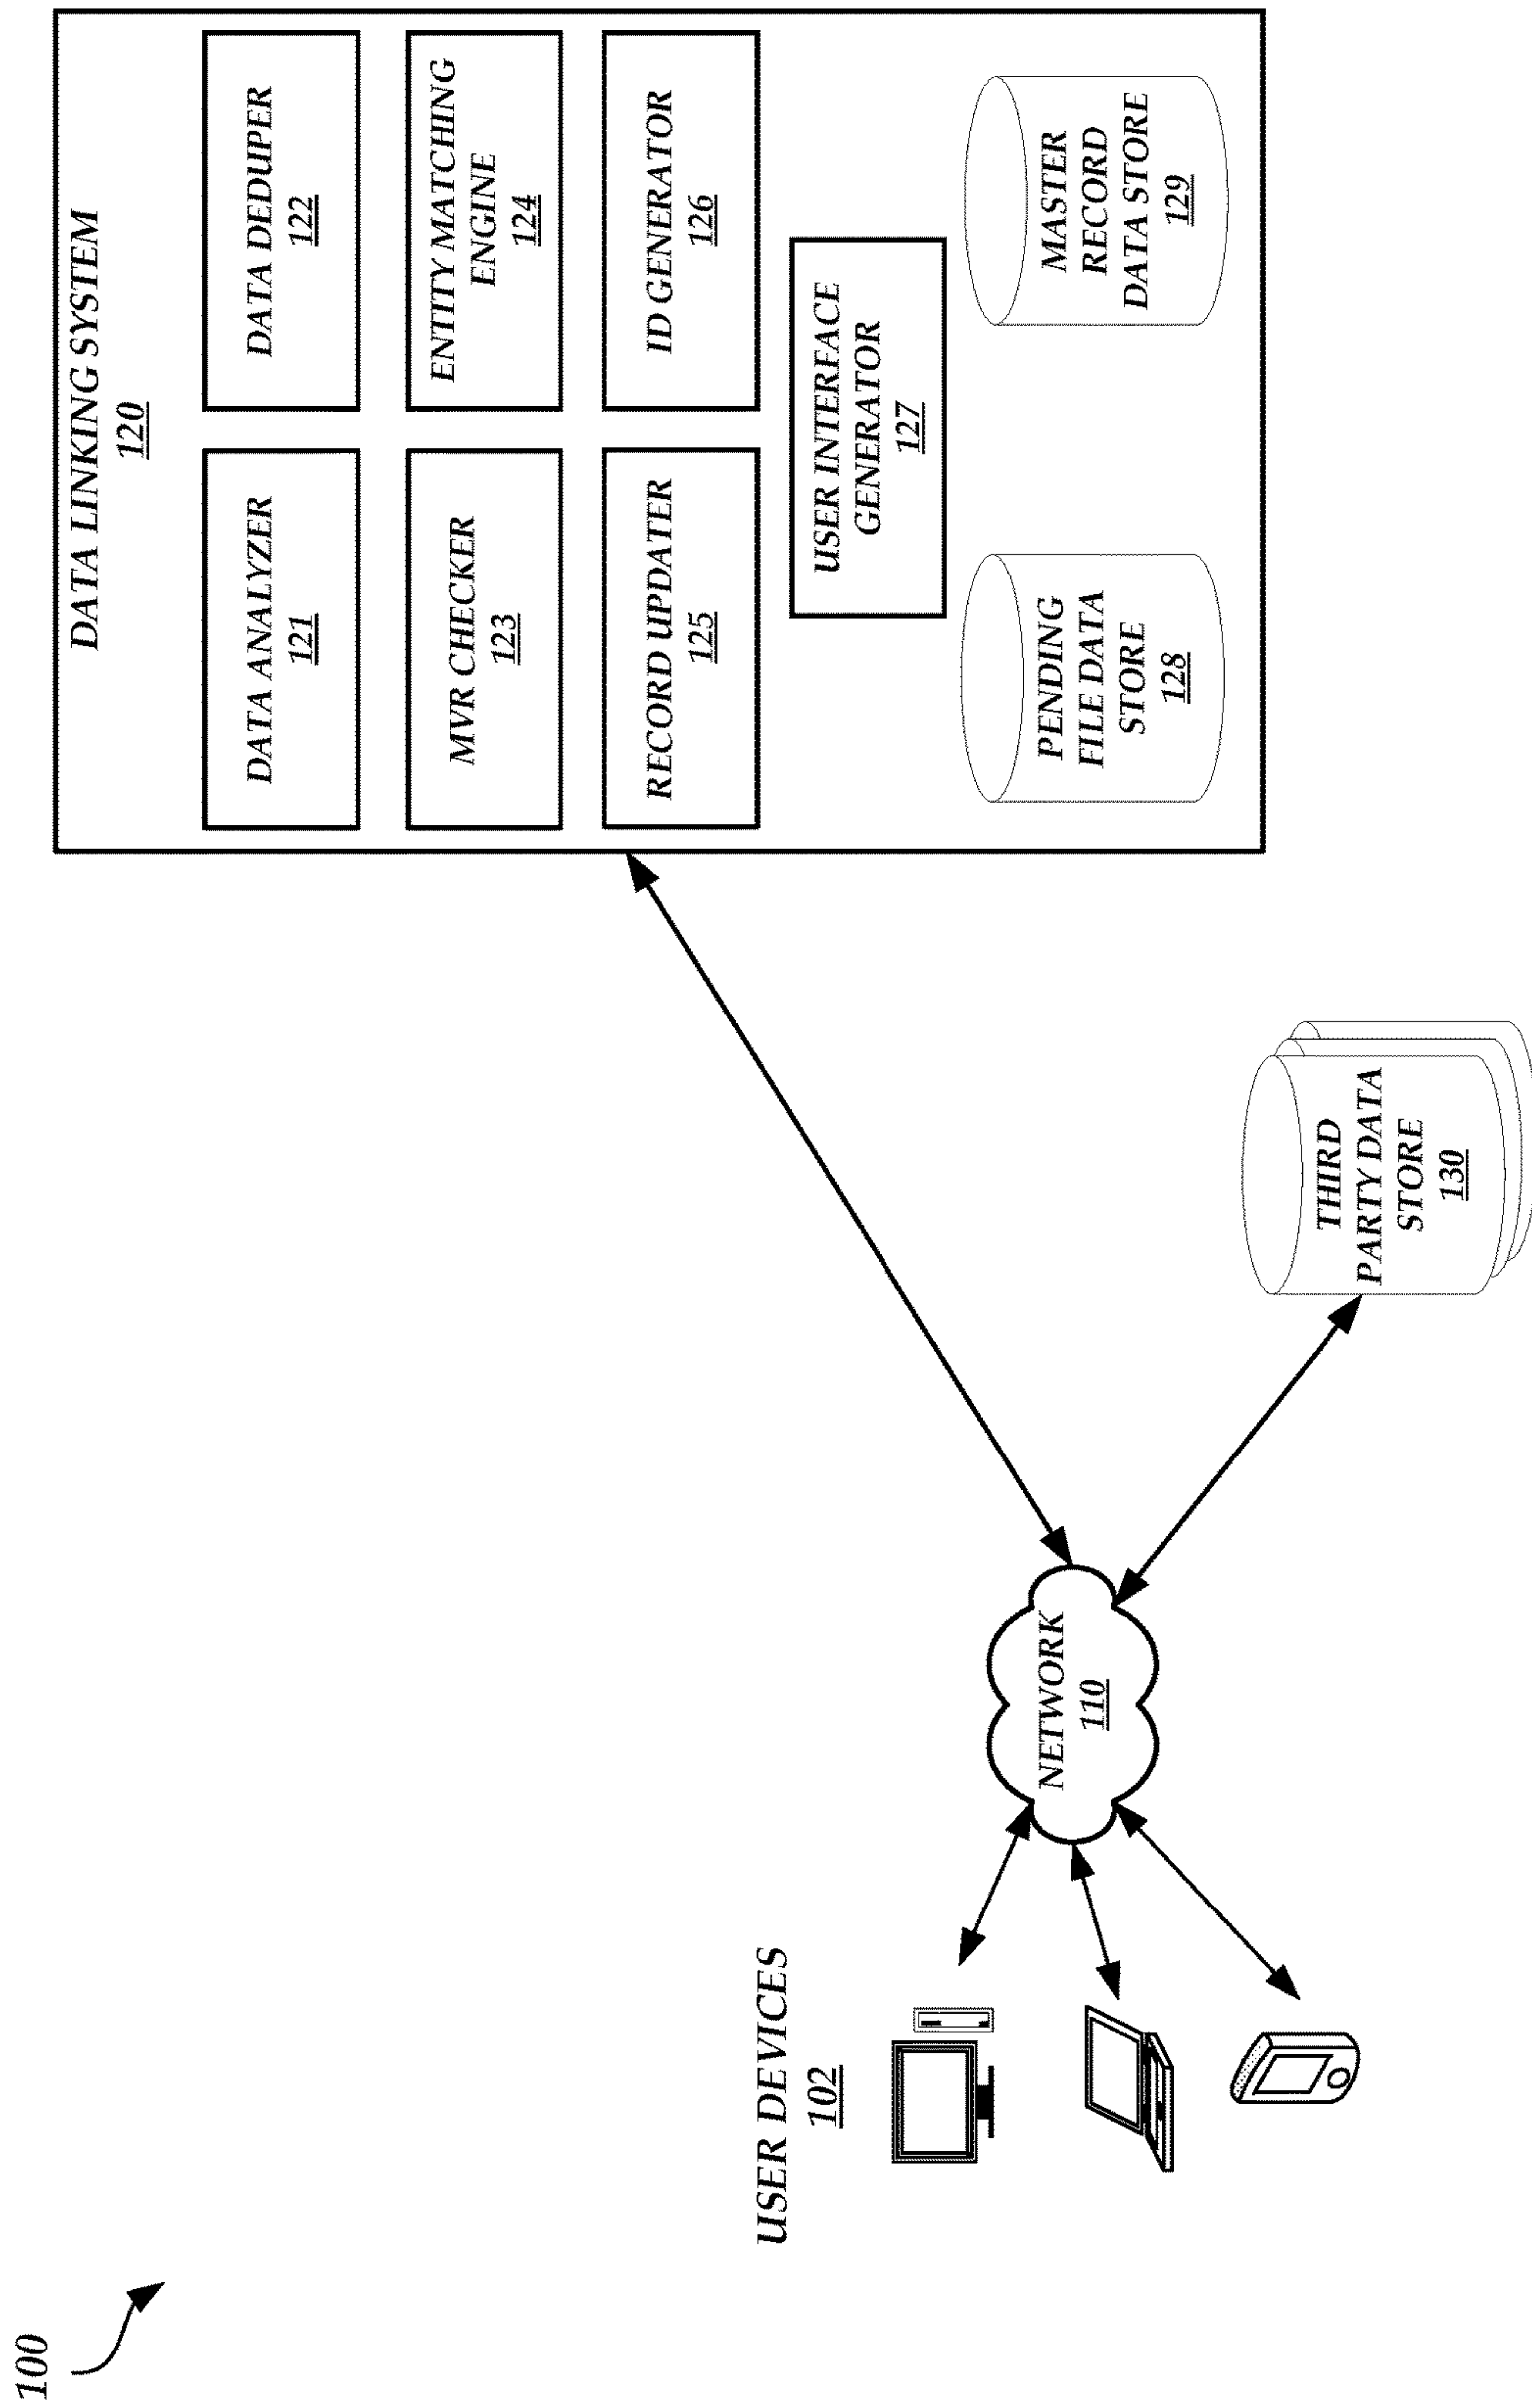 100
USER DEVICES
102
NETWORK
110
THIRD
PARTY DATA
STORE
130
DATA LINKING SYSTEM
120
DATA ANALYZER
121
DATA DEDUPER
122
MVR CHECKER
123
ENTITY MATCHING
ENGINE
124
RECORD UPDATER
125
ID GENERATOR
126
USER INTERFACE
GENERATOR
127
PENDING
FILE DATA
STORE
128
MASTER
RECORD
DATA STORE
129